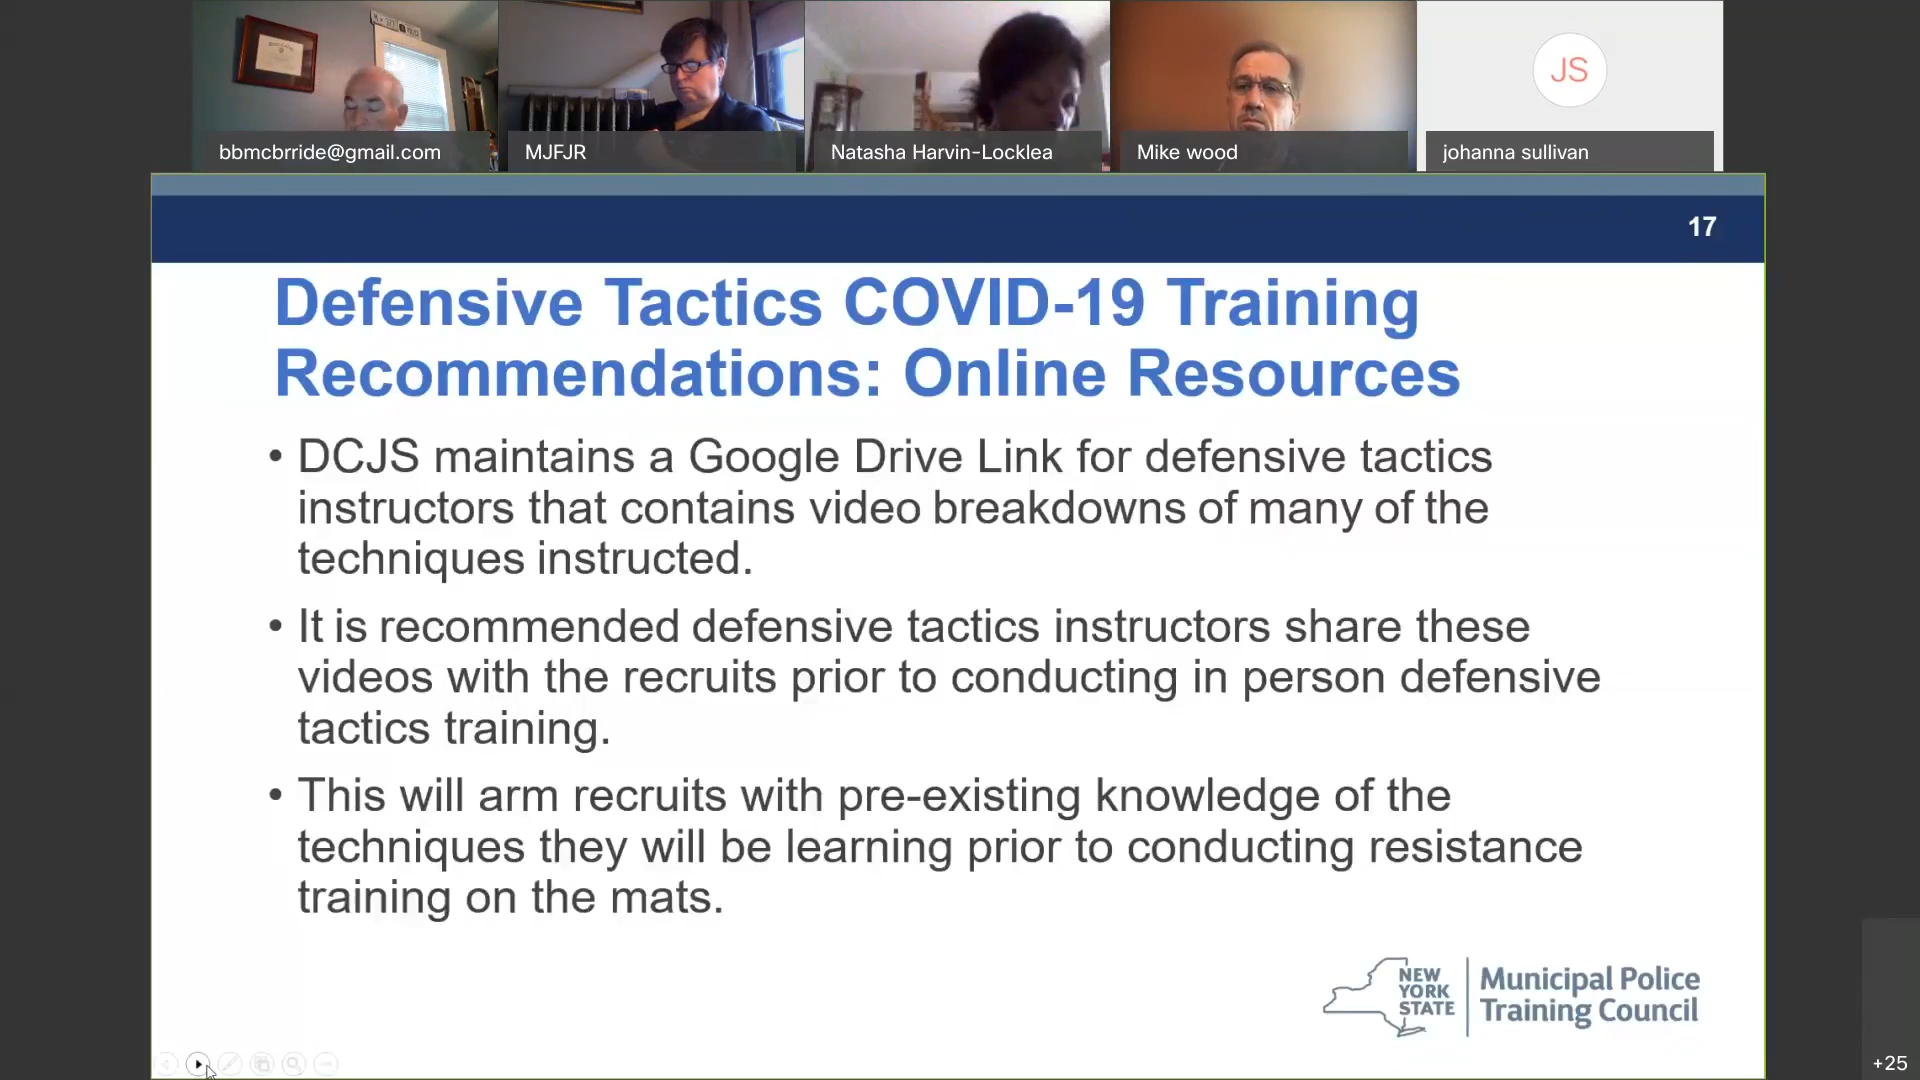 bbmcbrride@gmail.com
MJFJR
Natasha Harvin-Locklea
Mike wood
JS
johanna sullivan
17
Defensive Tactics COVID-19 Training
Recommendations: Online Resources
• DCJS maintains a Google Drive Link for defensive tactics
instructors that contains video breakdowns of many of the
techniques instructed.
• It is recommended defensive tactics instructors share these
videos with the recruits prior to conducting in person defensive
tactics training.
• This will arm recruits with pre-existing knowledge of the
techniques they will be learning prior to conducting resistance
training on the mats.
NEW
YORK
STATE
Municipal Police
Training Council
+25